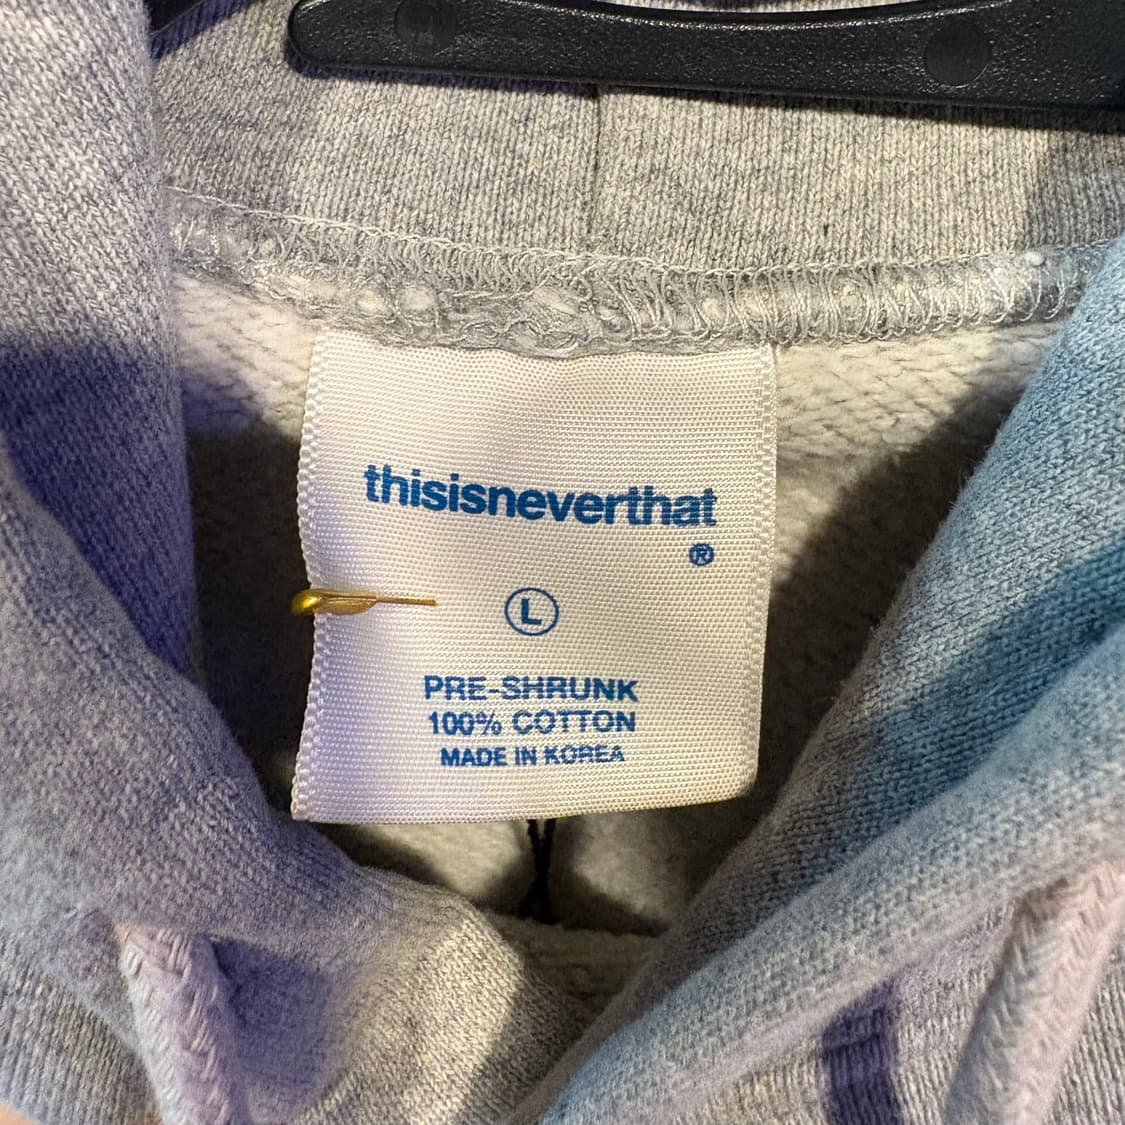 thisisneverthat
®
L
PRE-SHRUNK
100% COTTON
MADE IN KOREA